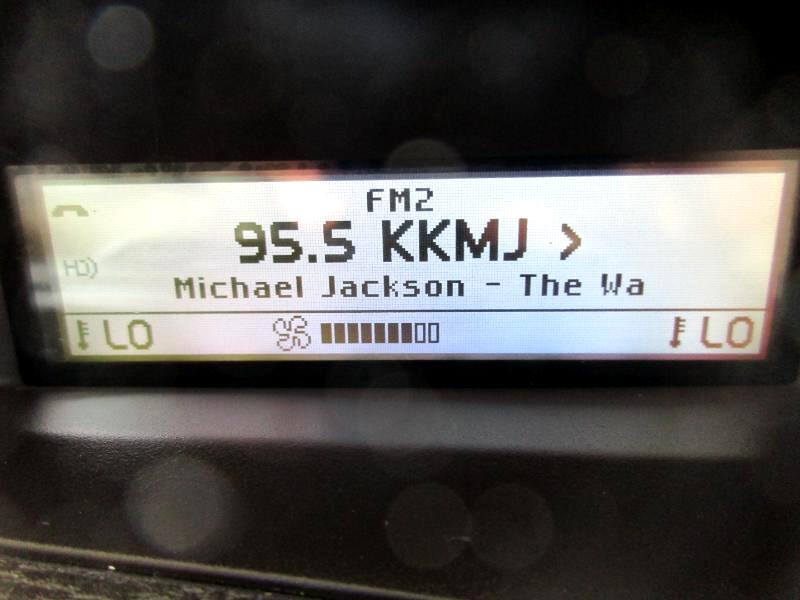 FM2
95.5 KKMJ >
HD)
Michael Jackson - The Wa
LO LO